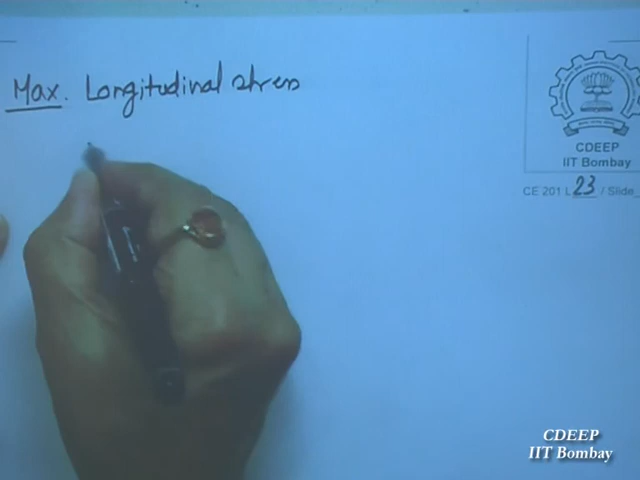 Max. Longitudinal stress
CDEEP
IIT Bombay
CE 201 L 23 / Slide
CDEEP
IIT Bombay